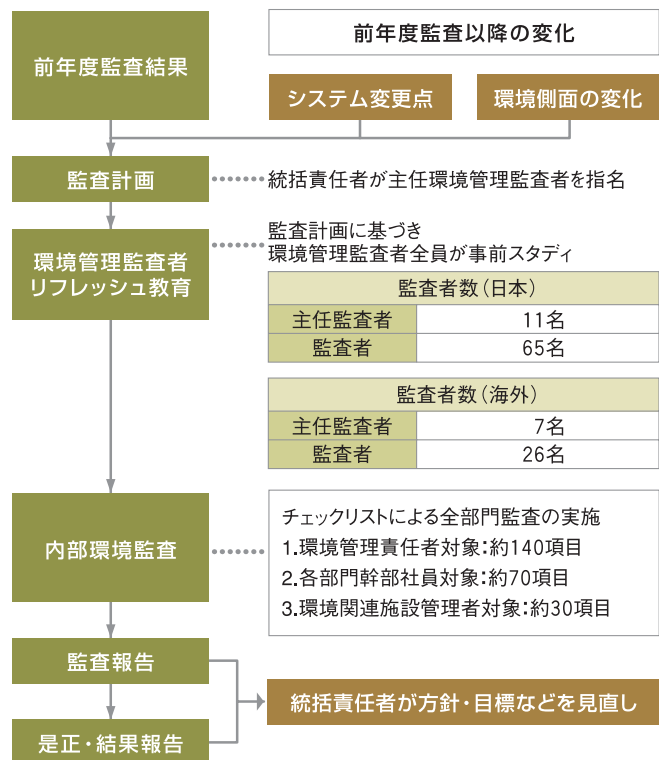 前年度監査結果
前年度監査以降の変化
システム変更点
環境側面の変化
監査計画
統括責任者が主任環境管理監査者を指名
環境管理監査者
リフレッシュ教育
監査計画に基づき
環境管理監査者全員が事前スタディ
監査者数(日本)
主任監査者 11名
監査者 65名
監査者数(海外)
主任監査者 7名
監査者 26名
内部環境監査
チェックリストによる全部門監査の実施
1.環境管理責任者対象:約140項目
2.各部門幹部社員対象:約70項目
3.環境関連施設管理者対象:約30項目
監査報告
統括責任者が方針・目標などを見直し
是正・結果報告